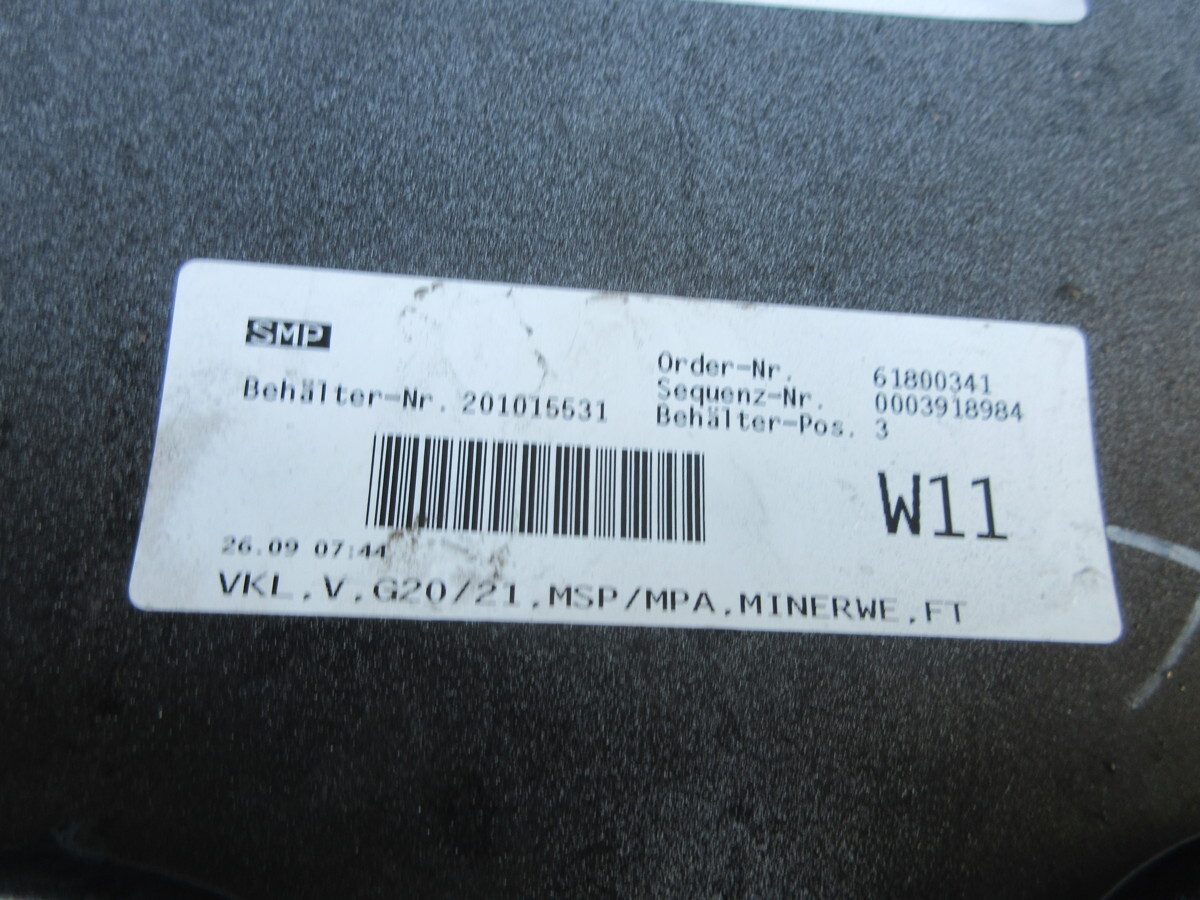 SMP
Order-Nr. 61800341
Sequenz-Nr. 0003918984
Behälter-Nr. 201015531
Behälter-Pos. 3
W11
26.09 07:44
VKL,V,G20/21,MSP/MPA,MINERWE,FT